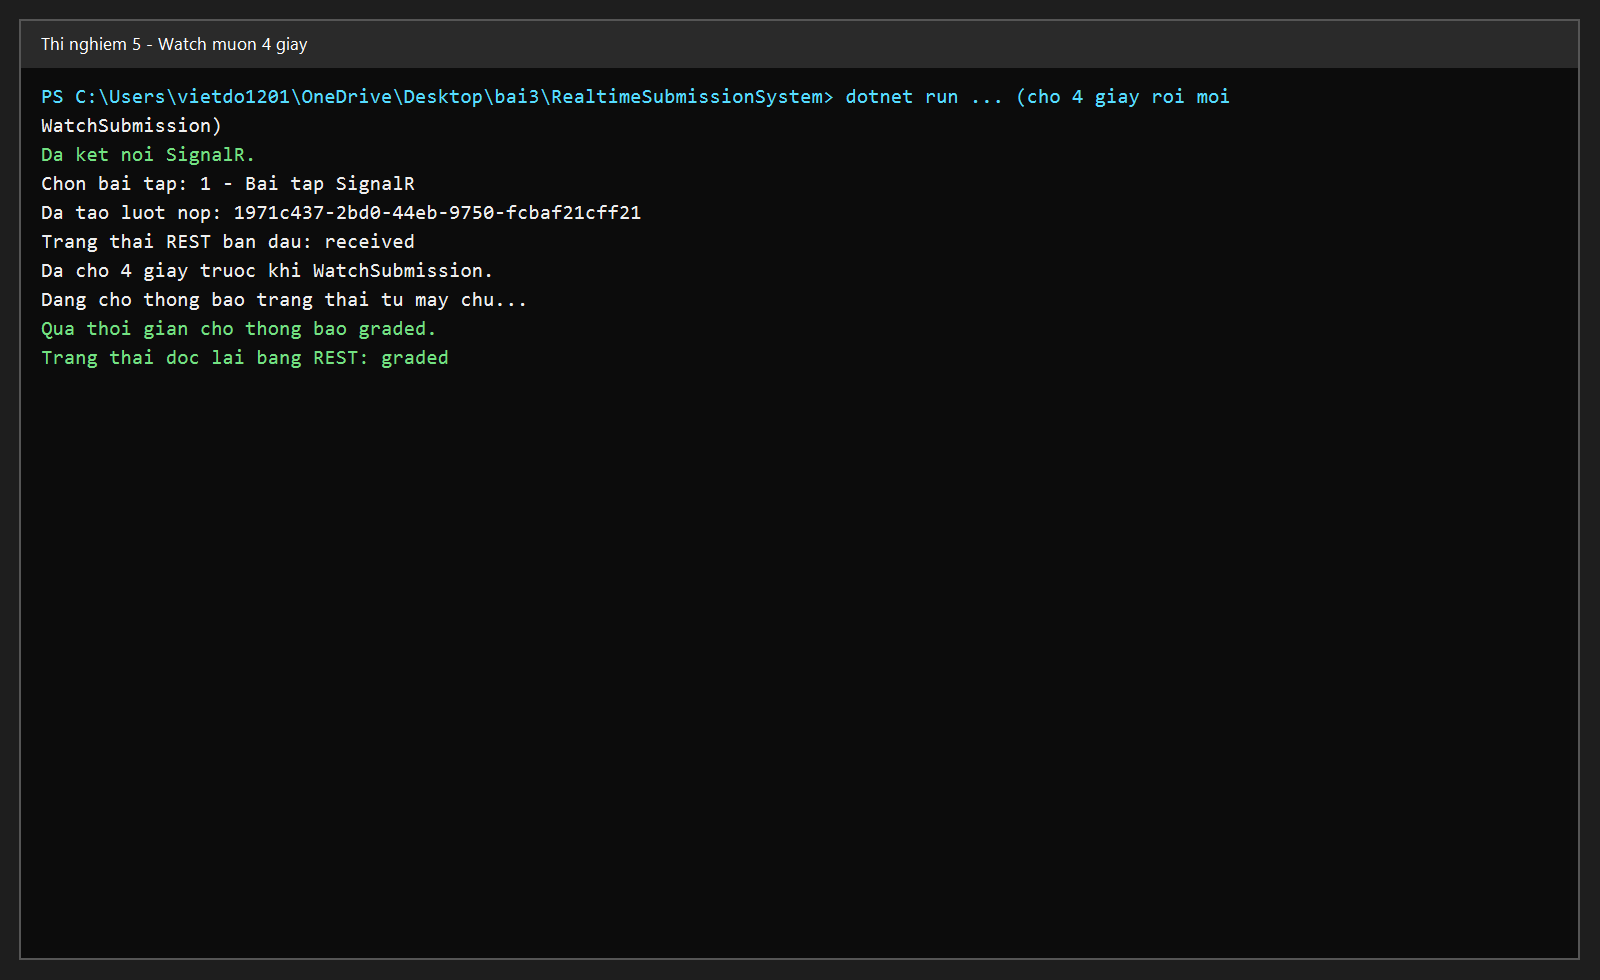 Thi nghiem 5 - Watch muon 4 giay
PS C:\Users\vietdo1201\OneDrive\Desktop\bai3\RealtimeSubmissionSystem> dotnet run ... (cho 4 giay roi moi
WatchSubmission)
Da ket noi SignalR.
Chon bai tap: 1 - Bai tap SignalR
Da tao luot nop: 1971c437-2bd0-44eb-9750-fcbaf21cff21
Trang thai REST ban dau: received
Da cho 4 giay truoc khi WatchSubmission.
Dang cho thong bao trang thai tu may chu...
Qua thoi gian cho thong bao graded.
Trang thai doc lai bang REST: graded